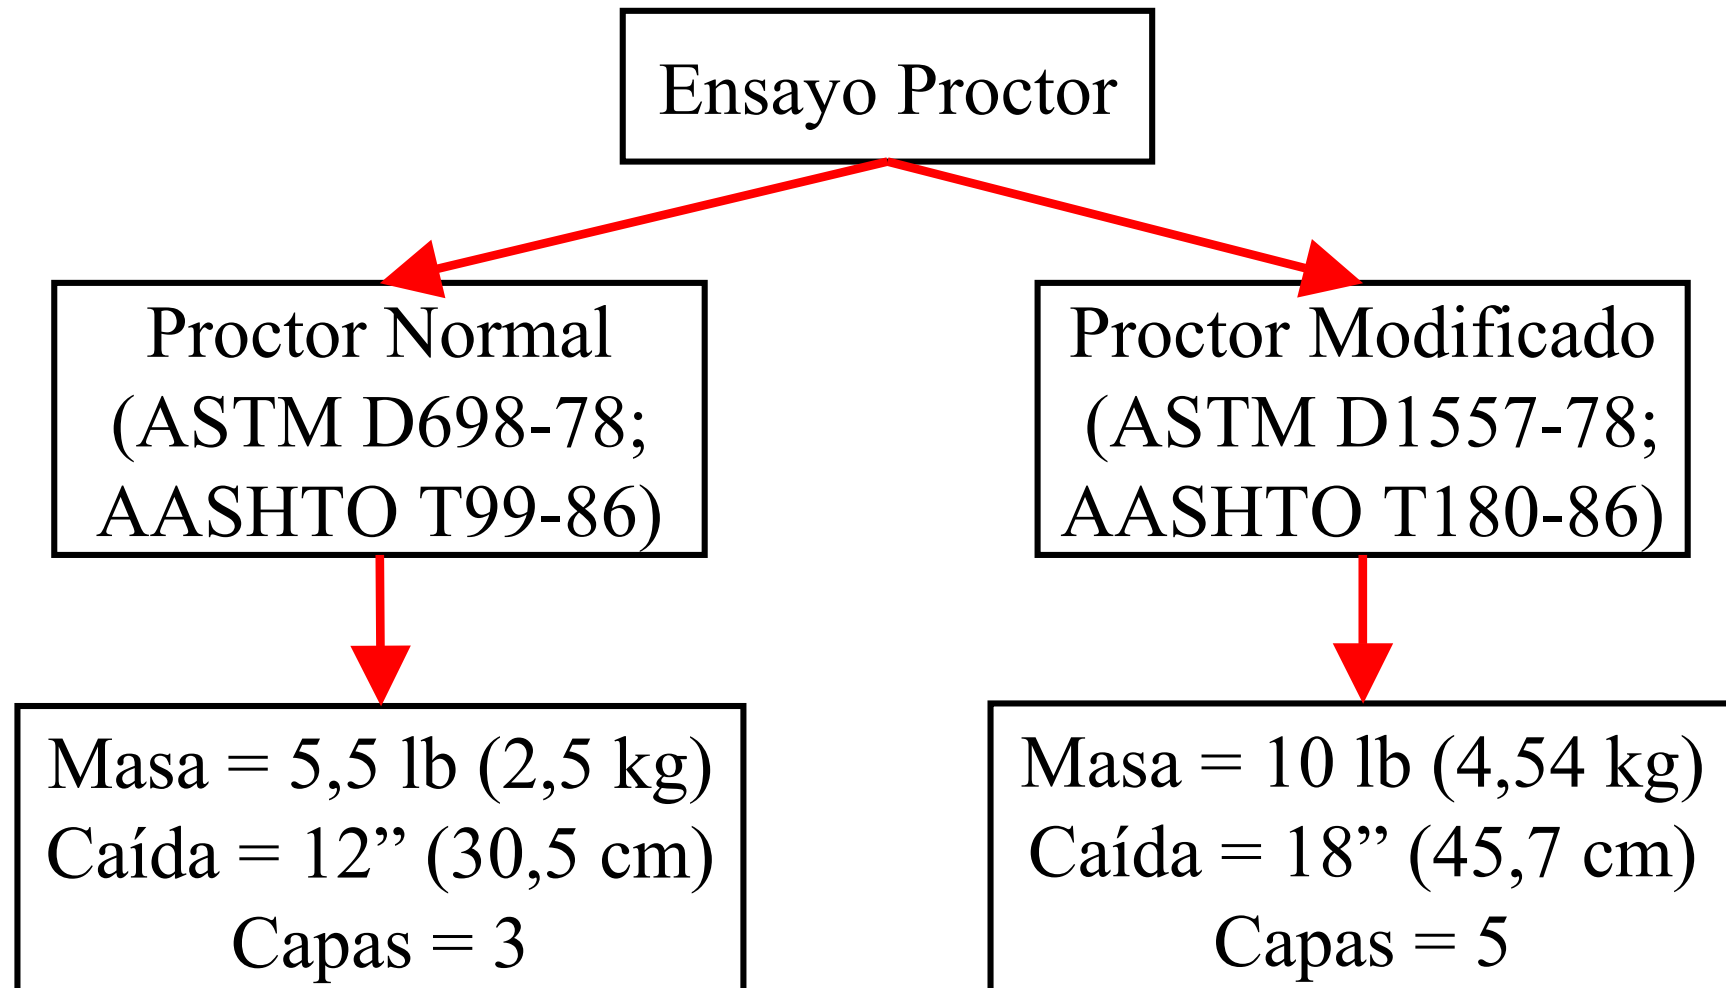 Ensayo Proctor
Proctor Normal
(ASTM D698-78;
AASHTO T99-86)
Proctor Modificado
(ASTM D1557-78;
AASHTO T180-86)
Masa = 5,5 lb (2,5 kg)
Caída = 12” (30,5 cm)
Capas = 3
Masa = 10 lb (4,54 kg)
Caída = 18” (45,7 cm)
Capas = 5